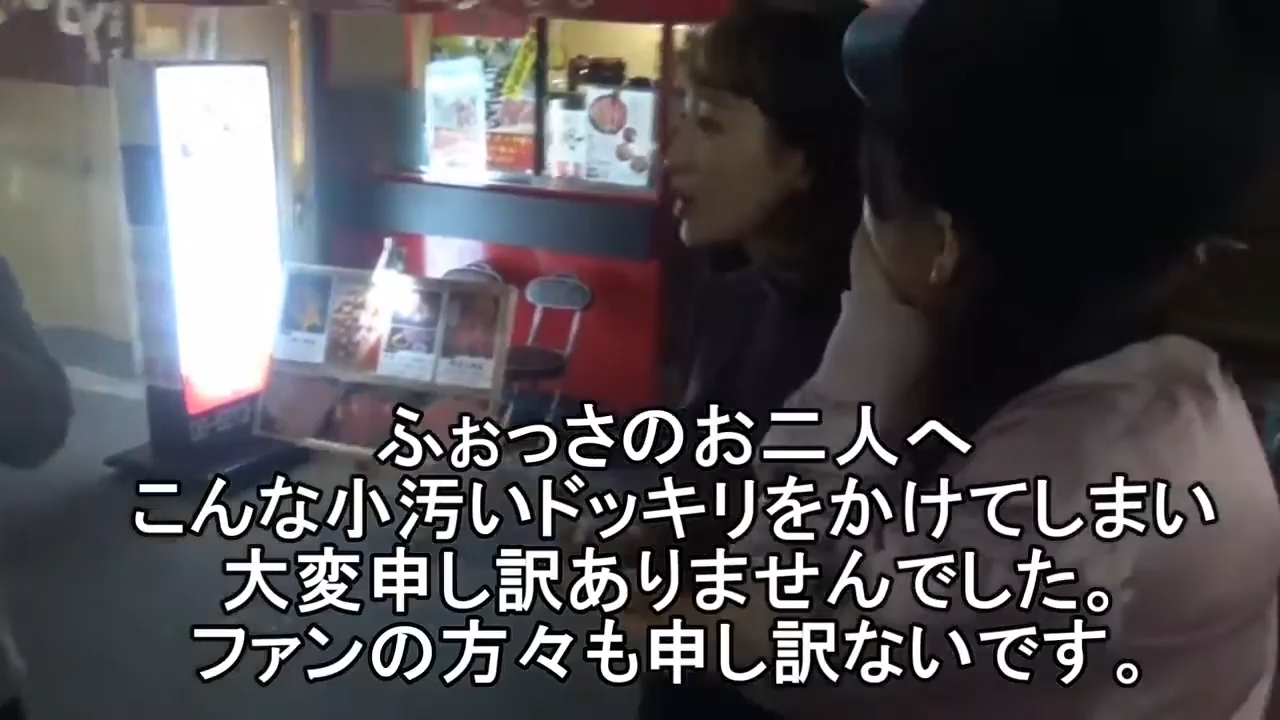 ふぉっさのお二人へ
こんな小汚いドッキリをかけてしまい
大変申し訳ありませんでした。
ファンの方々も申し訳ないです。